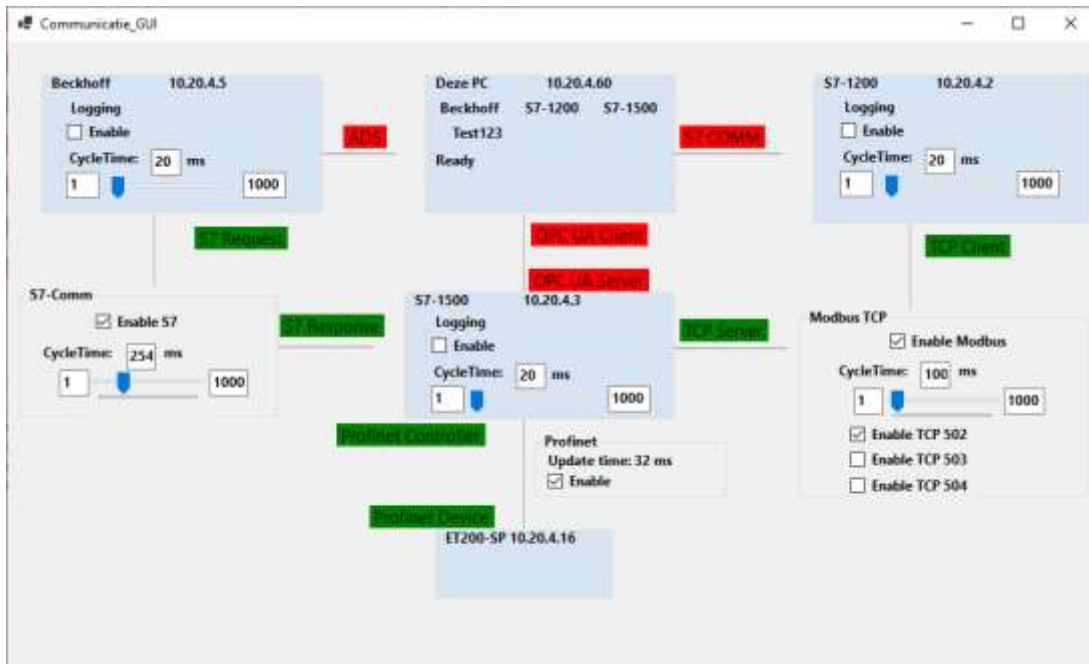 Communicatie_GUI
Beckhoff 10.20.4.5
Logging
Enable
CycleTime: 20 ms
1 1000
ADS
Deze PC 10.20.4.60
Beckhoff S7-1200 S7-1500
Test123
Ready
S7 COMM
S7-1200 10.20.4.2
Logging
Enable
CycleTime: 20 ms
1 1000
S7 Request
OPC UA Client
TCP Client
OPC UA Server
S7-Comm
Enable S7
CycleTime: 254 ms
1 1000
S7 Response
S7-1500 10.20.4.3
Logging
Enable
CycleTime: 20 ms
1 1000
TCP Server
Modbus TCP
Enable Modbus
CycleTime: 100 ms
1 1000
Enable TCP 502
Enable TCP 503
Enable TCP 504
Profinet Controller
Profinet
Update time: 32 ms
Enable
Profinet Device
ET200-SP 10.20.4.16